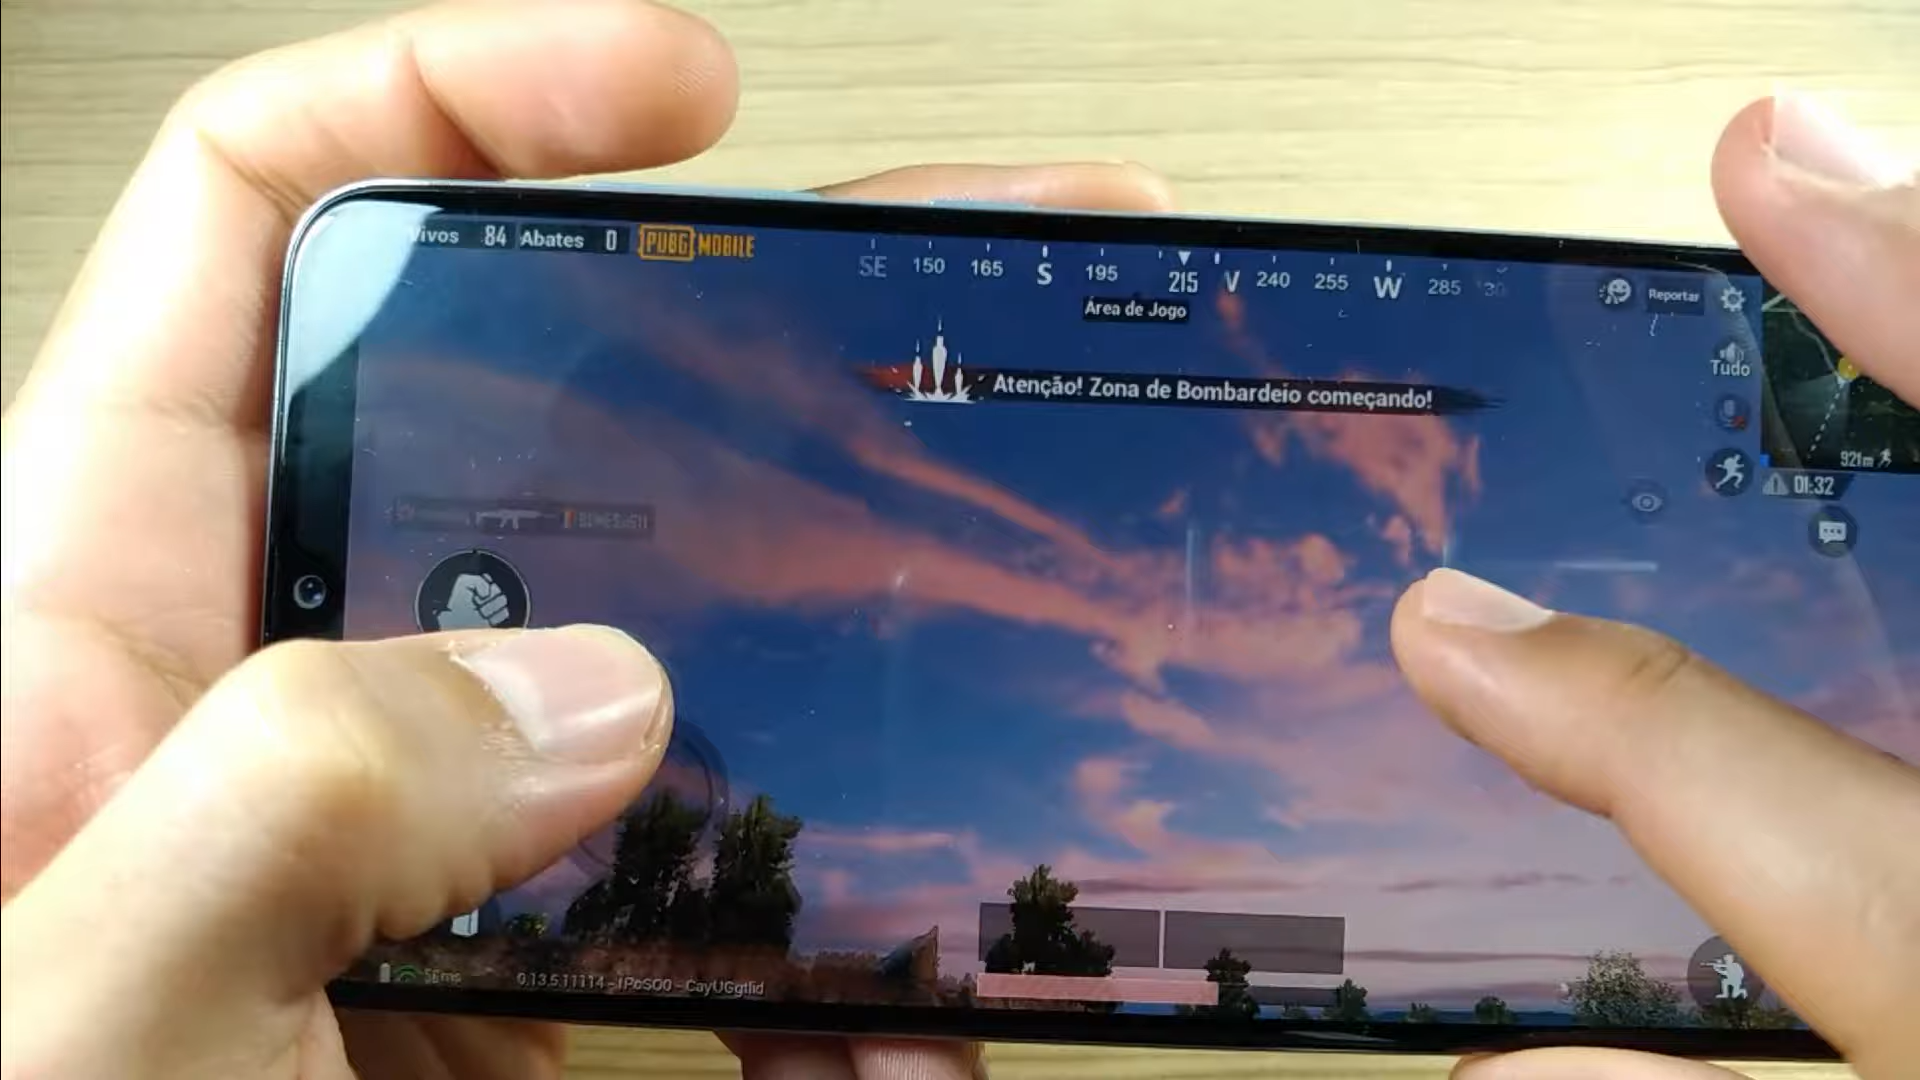 Vivos 84 Abates 0 PUBG MOBILE
SE 150 165 S 195 215 V 240 255 W 285
Área de Jogo
Reportar
Atenção! Zona de Bombardeio começando!
Tudo
921m
01:32